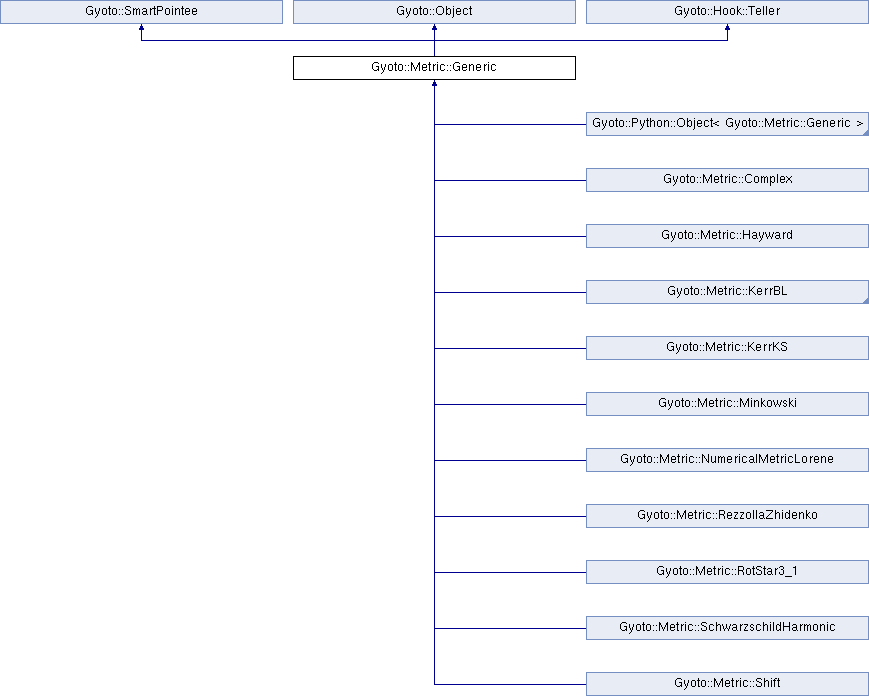 Gyoto::SmartPointee
Gyoto::Object
Gyoto::Hook::Teller
Gyoto::Metric::Generic
Gyoto::Python::Object< Gyoto::Metric::Generic >
Gyoto::Metric::Complex
Gyoto::Metric::Hayward
Gyoto::Metric::KerrBL
Gyoto::Metric::KerrKS
Gyoto::Metric::Minkowski
Gyoto::Metric::NumericalMetricLorene
Gyoto::Metric::RezzollaZhidenko
Gyoto::Metric::RotStar3_1
Gyoto::Metric::SchwarzschildHarmonic
Gyoto::Metric::Shift